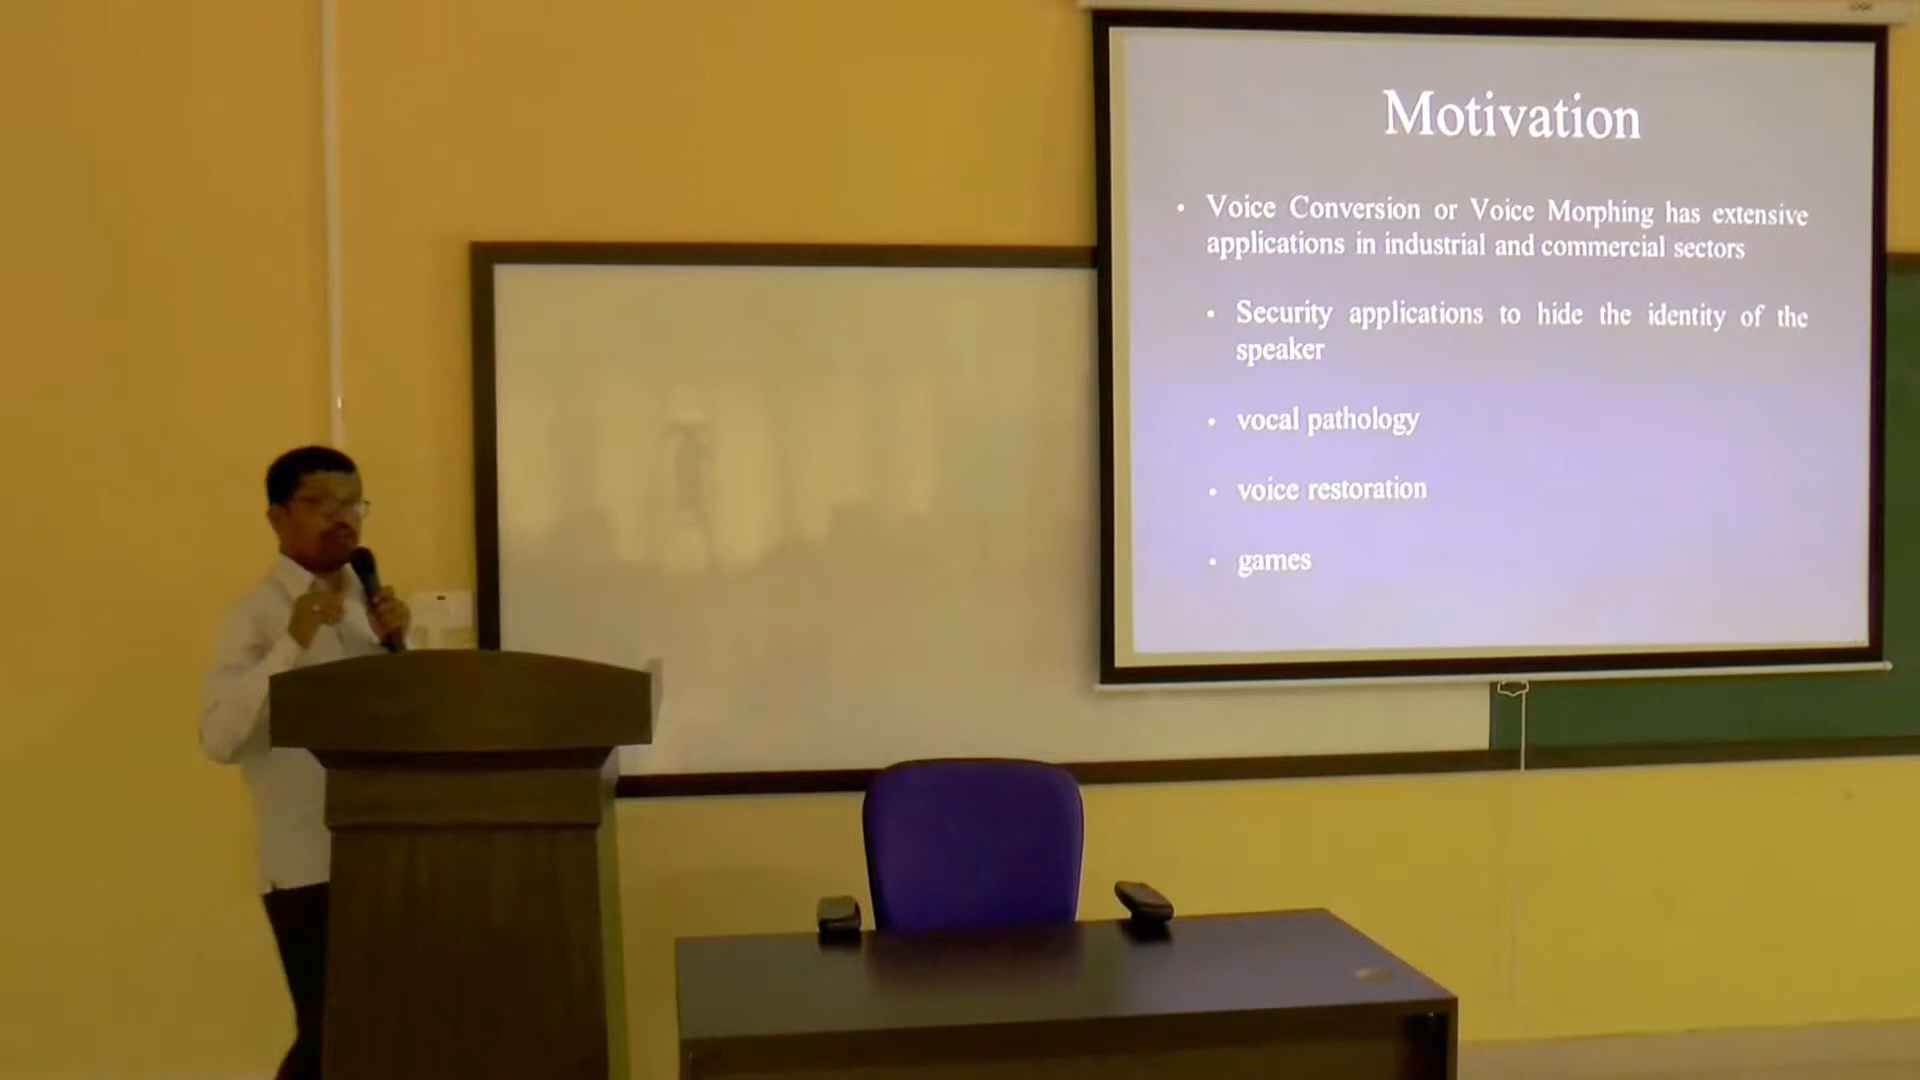 Motivation
• Voice Conversion or Voice Morphing has extensive
applications in industrial and commercial sectors
• Security applications to hide the identity of the
speaker
• vocal pathology
• voice restoration
• games